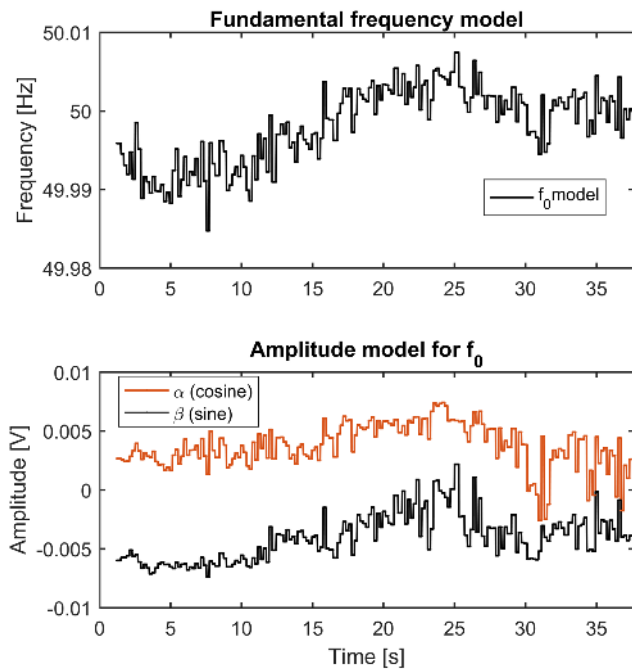 Fundamental frequency model
50.01
50
49.99
49.98
Frequency [Hz]
f0model
0 5 10 15 20 25 30 35
Amplitude model for f0
0.01
0.005
0
-0.005
-0.01
Amplitude [V]
α (cosine)
β (sine)
0 5 10 15 20 25 30 35
Time [s]